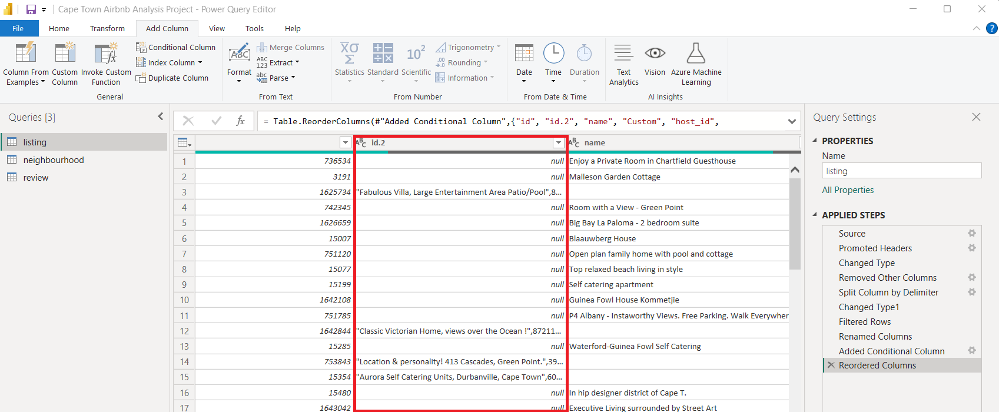 Cape Town Airbnb Analysis Project - Power Query Editor
File Home Transform Add Column View Tools Help
?
Column From Examples
Custom Column
Invoke Custom Function
Conditional Column
Index Column
Duplicate Column
General
ABC
Format
Merge Columns
ABC 123 Extract
abc Parse
From Text
XΣ Statistics
Standard
10² Scientific
Trigonometry
.00 Rounding
Information
From Number
Date
Time
Duration
From Date & Time
Text Analytics
Vision
Azure Machine Learning
AI Insights
Queries [3]
listing
neighbourhood
review
fx = Table.ReorderColumns(#"Added Conditional Column",{"id", "id.2", "name", "Custom", "host_id",
ABC id.2 ABC name
1 736534 null Enjoy a Private Room in Chartfield Guesthouse
2 3191 null Malleson Garden Cottage
3 1625734 "Fabulous Villa, Large Entertainment Area Patio/Pool",8...
4 742345 null Room with a View - Green Point
5 1626659 null Big Bay La Paloma - 2 bedroom suite
6 15007 null Blaauwberg House
7 751120 null Open plan family home with pool and cottage
8 15077 null Top relaxed beach living in style
9 15199 null Self catering apartment
10 1642108 null Guinea Fowl House Kommetjie
11 751785 null P4 Albany - Instaworthy Views. Free Parking. Walk Everywher
12 1642844 "Classic Victorian Home, views over the Ocean !",87211...
13 15285 null Waterford-Guinea Fowl Self Catering
14 753843 "Location & personality! 413 Cascades, Green Point.",39...
15 15354 "Aurora Self Catering Units, Durbanville, Cape Town",60...
16 15480 null In hip designer district of Cape T.
17 1643042 null Executive Living surrounded by Street Art
Query Settings
PROPERTIES
Name
listing
All Properties
APPLIED STEPS
Source
Promoted Headers
Changed Type
Removed Other Columns
Split Column by Delimiter
Changed Type1
Filtered Rows
Renamed Columns
Added Conditional Column
Reordered Columns